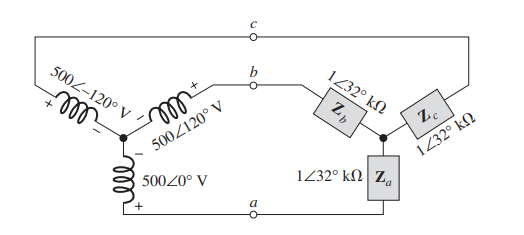 c
500∠–120° V
+
–
b
500∠120° V
–
+
1∠32° kΩ
Z_b
Z_c
1∠32° kΩ
–
500∠0° V
+
1∠32° kΩ
Z_a
a